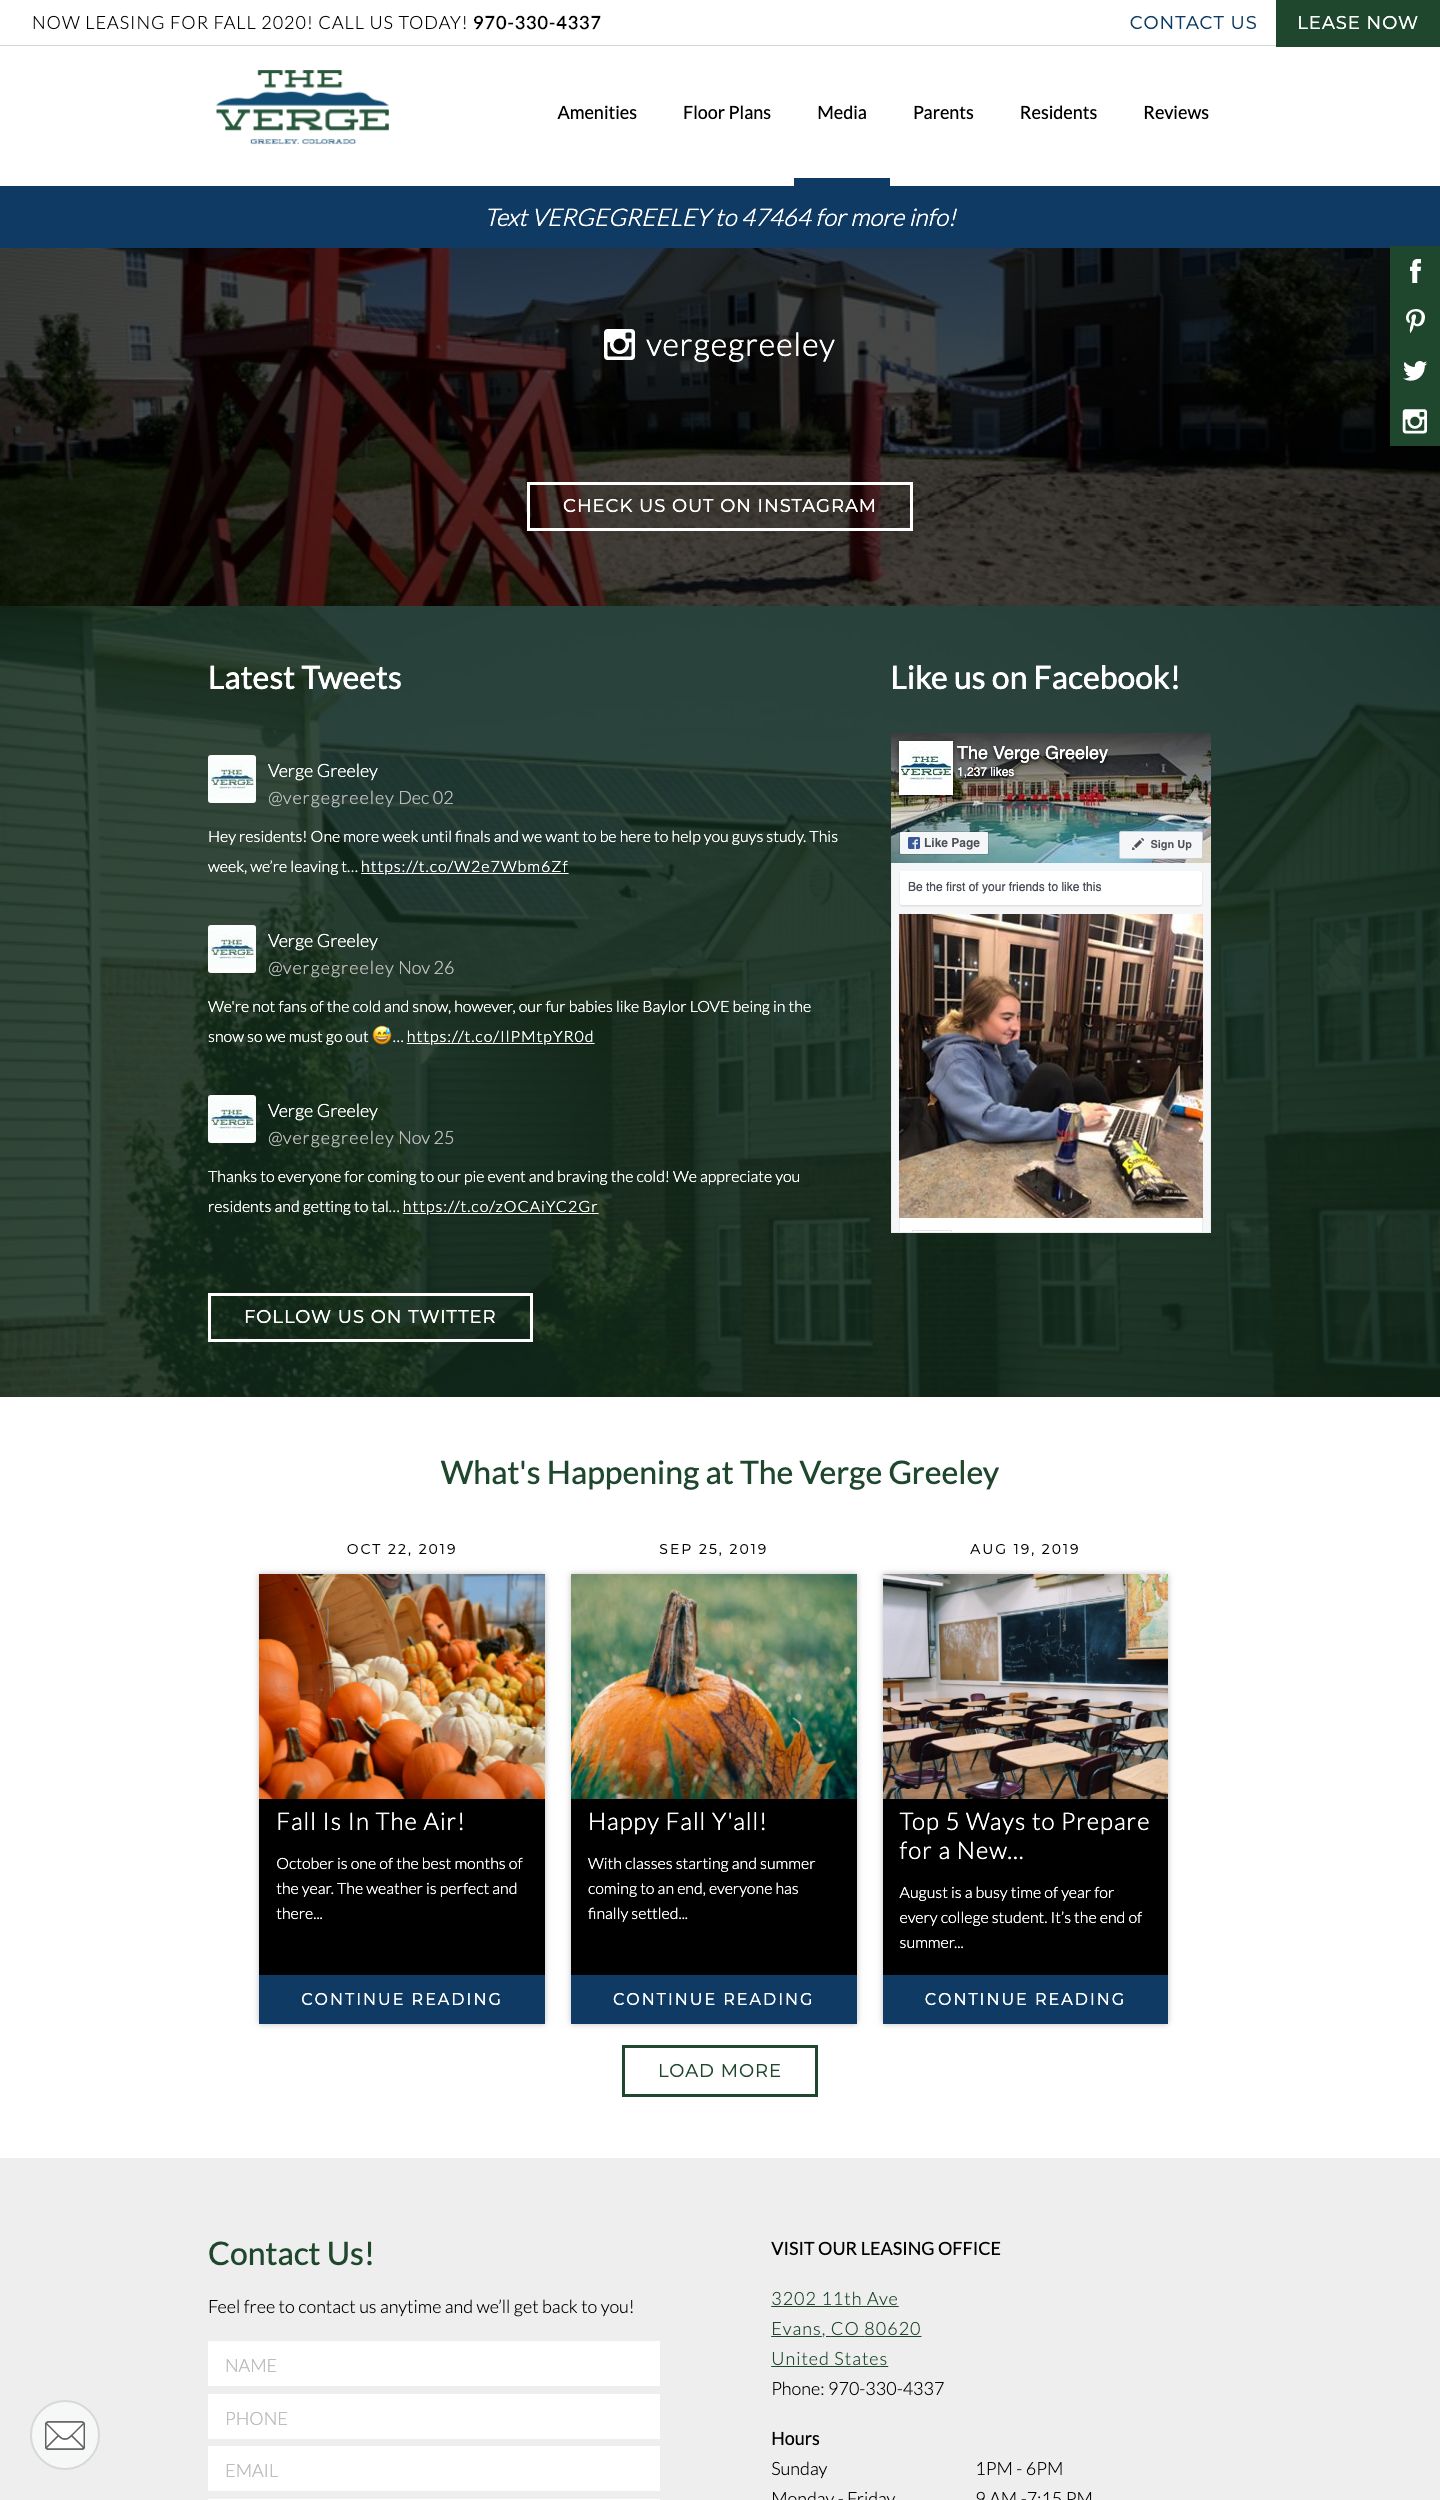 NOW LEASING FOR FALL 2020! CALL US TODAY! 970-330-4337
CONTACT US
LEASE NOW
THE
VERGE
GREELEY, COLORADO
Amenities
Floor Plans
Media
Parents
Residents
Reviews
Text VERGEGREELEY to 47464 for more info!
vergegreeley
CHECK US OUT ON INSTAGRAM
Latest Tweets
THE
VERGE
Verge Greeley
@vergegreeley Dec 02
Hey residents! One more week until finals and we want to be here to help you guys study. This
week, we’re leaving t… https://t.co/W2e7Wbm6Zf
THE
VERGE
Verge Greeley
@vergegreeley Nov 26
We're not fans of the cold and snow, however, our fur babies like Baylor LOVE being in the
snow so we must go out 😅… https://t.co/IlPMtpYR0d
THE
VERGE
Verge Greeley
@vergegreeley Nov 25
Thanks to everyone for coming to our pie event and braving the cold! We appreciate you
residents and getting to tal… https://t.co/zOCAiYC2Gr
FOLLOW US ON TWITTER
Like us on Facebook!
THE
VERGE
The Verge Greeley
1,237 likes
Like Page
Sign Up
Be the first of your friends to like this
What's Happening at The Verge Greeley
OCT 22, 2019
Fall Is In The Air!
October is one of the best months of
the year. The weather is perfect and
there...
CONTINUE READING
SEP 25, 2019
Happy Fall Y'all!
With classes starting and summer
coming to an end, everyone has
finally settled...
CONTINUE READING
AUG 19, 2019
Top 5 Ways to Prepare
for a New...
August is a busy time of year for
every college student. It’s the end of
summer...
CONTINUE READING
LOAD MORE
Contact Us!
Feel free to contact us anytime and we’ll get back to you!
NAME
PHONE
EMAIL
VISIT OUR LEASING OFFICE
3202 11th Ave
Evans, CO 80620
United States
Phone: 970-330-4337
Hours
Sunday 1PM - 6PM
Monday - Friday 9 AM -7:15 PM